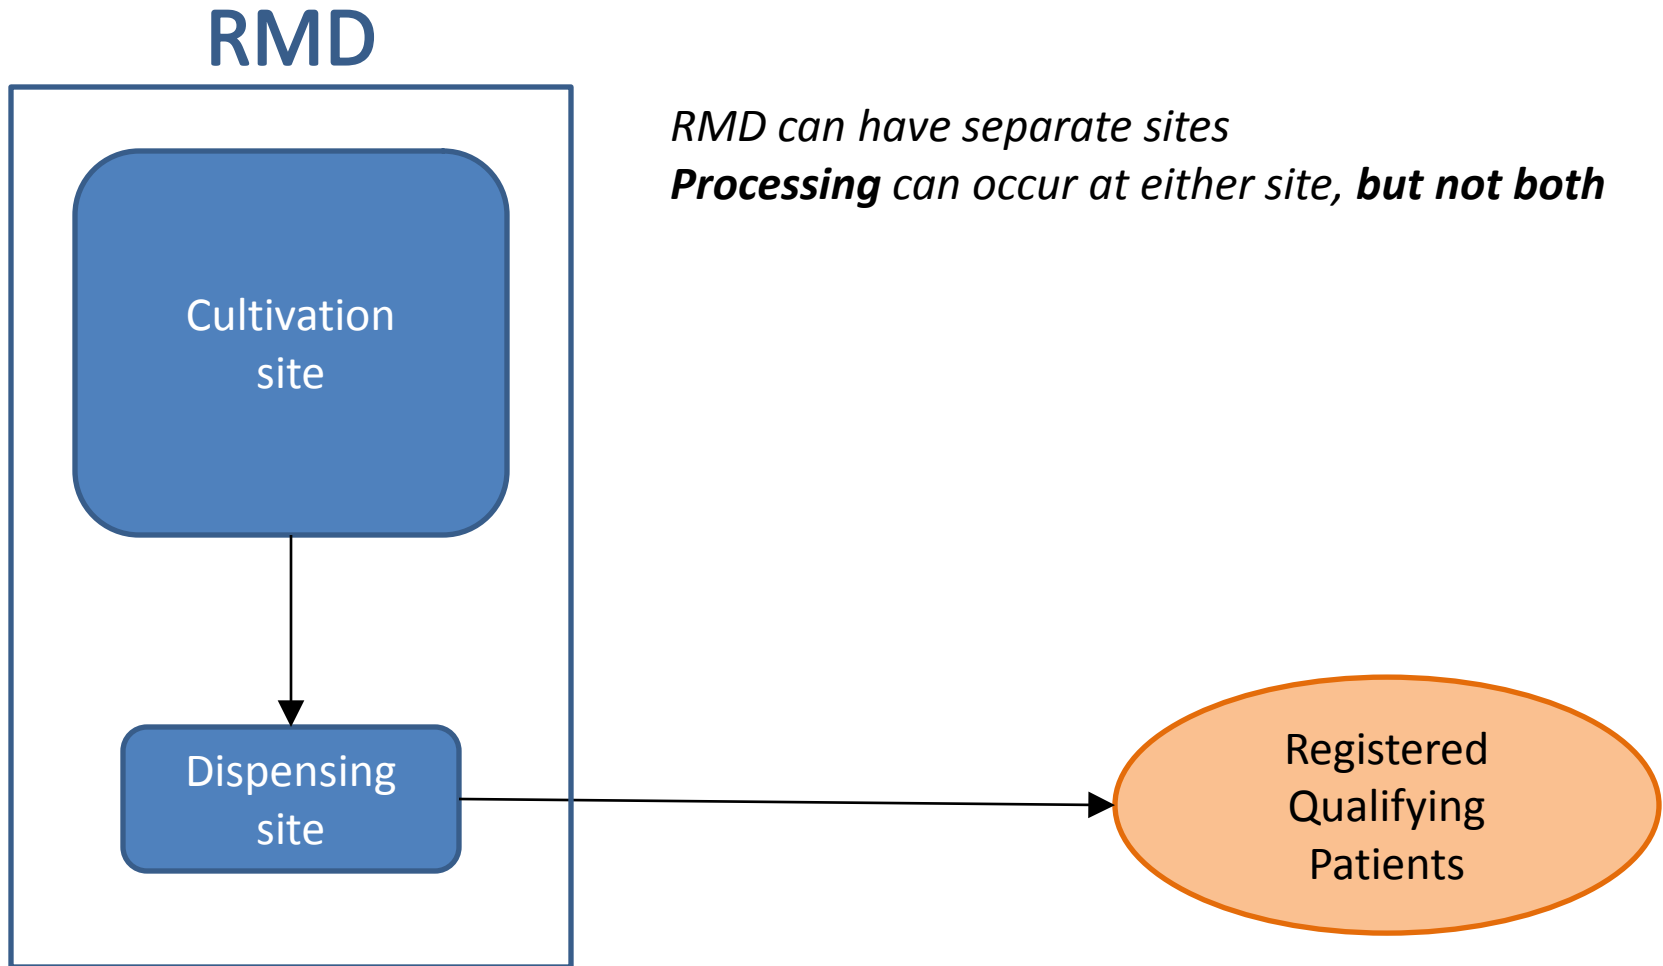 RMD
RMD can have separate sites
Processing can occur at either site, but not both
Cultivation
site
Dispensing
site
Registered
Qualifying
Patients